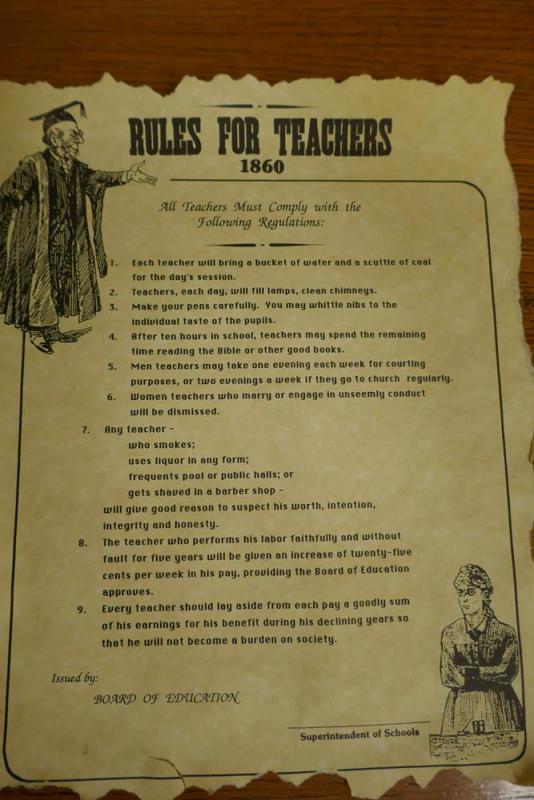 RULES FOR TEACHERS
1860
All Teachers Must Comply with the
Following Regulations:
1. Each teacher will bring a bucket of water and a scuttle of coal
for the day's session.
2. Teachers, each day, will fill lamps, clean chimneys.
3. Make your pens carefully. You may whittle nibs to the
individual taste of the pupils.
4. After ten hours in school, teachers may spend the remaining
time reading the Bible or other good books.
5. Men teachers may take one evening each week for courting
purposes, or two evenings a week if they go to church regularly.
6. Women teachers who marry or engage in unseemly conduct
will be dismissed.
7. Any teacher –
who smokes;
uses liquor in any form;
frequents pool or public halls; or
gets shaved in a barber shop –
will give good reason to suspect his worth, intention,
integrity and honesty.
8. The teacher who performs his labor faithfully and without
fault for five years will be given an increase of twenty-five
cents per week in his pay, providing the Board of Education
approves.
9. Every teacher should lay aside from each pay a goodly sum
of his earnings for his benefit during his declining years so
that he will not become a burden on society.
Issued by:
BOARD OF EDUCATION
Superintendent of Schools